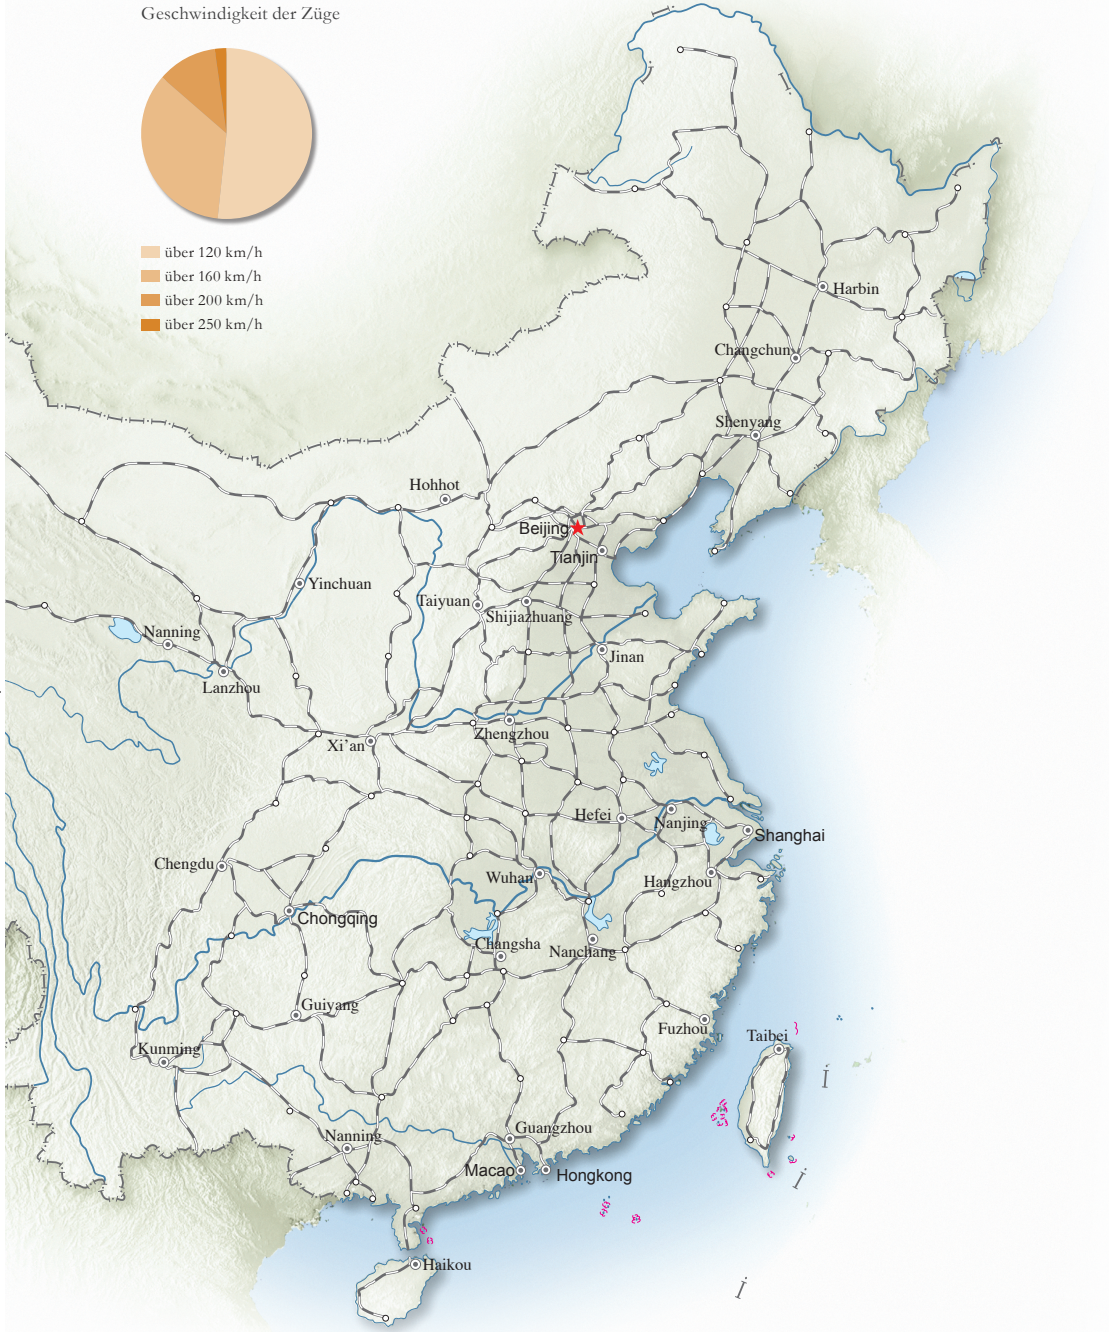 Geschwindigkeit der Züge
über 120 km/h
über 160 km/h
über 200 km/h
über 250 km/h
Harbin
Changchun
Shenyang
Hohhot
Beijing
Tianjin
Yinchuan
Taiyuan
Shijiazhuang
Nanning
Jinan
Lanzhou
Xi'an
Zhengzhou
Hefei
Nanjing
Shanghai
Chengdu
Wuhan
Hangzhou
Chongqing
Changsha
Nanchang
Guiyang
Fuzhou
Taibei
Kunming
Guangzhou
Nanning
Macao
Hongkong
Haikou